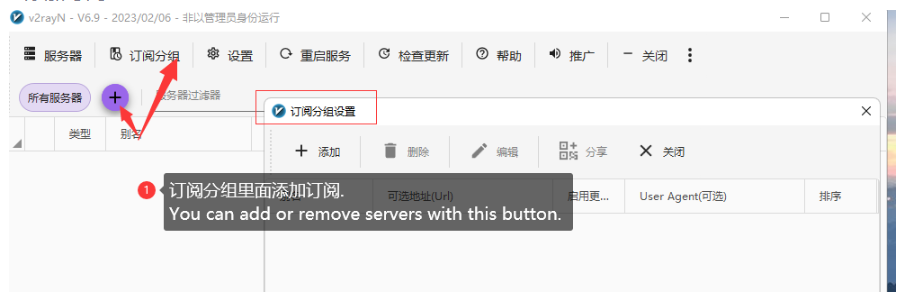 v2rayN - V6.9 - 2023/02/06 - 非以管理员身份运行
服务器 订阅分组 设置 重启服务 检查更新 帮助 推广 关闭
所有服务器 服务器过滤器
类型 别名
订阅分组设置
添加 删除 编辑 分享 关闭
可选地址(Url) 启用更... User Agent(可选) 排序
1 订阅分组里面添加订阅.
You can add or remove servers with this button.